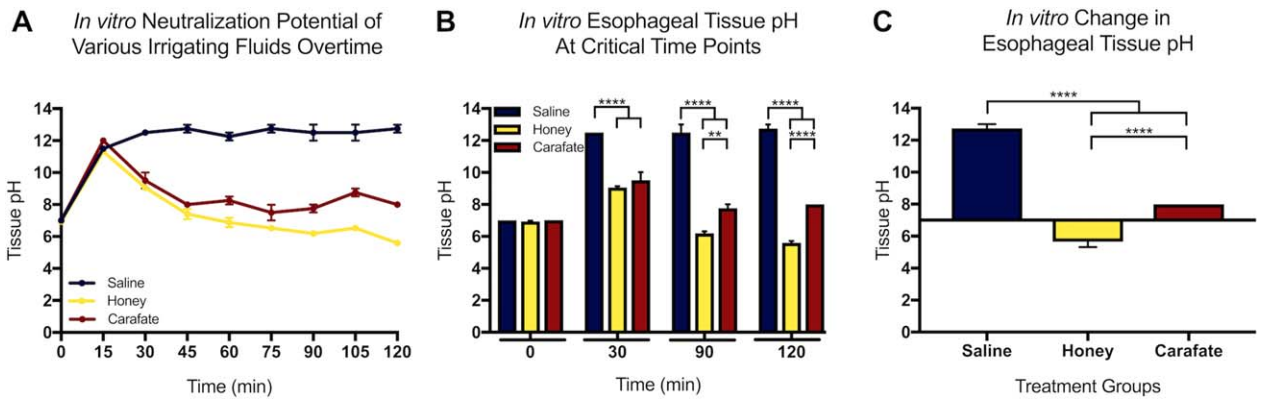 A
In vitro Neutralization Potential of
Various Irrigating Fluids Overtime
Tissue pH
14
12
10
8
6
4
2
0
Saline
Honey
Carafate
0 15 30 45 60 75 90 105 120
Time (min)
B
In vitro Esophageal Tissue pH
At Critical Time Points
Tissue pH
14
12
10
8
6
4
2
0
Saline
Honey
Carafate
****
****
**
****
****
0 30 90 120
Time (min)
C
In vitro Change in
Esophageal Tissue pH
Tissue pH
14
12
10
8
6
4
2
0
****
****
Saline Honey Carafate
Treatment Groups